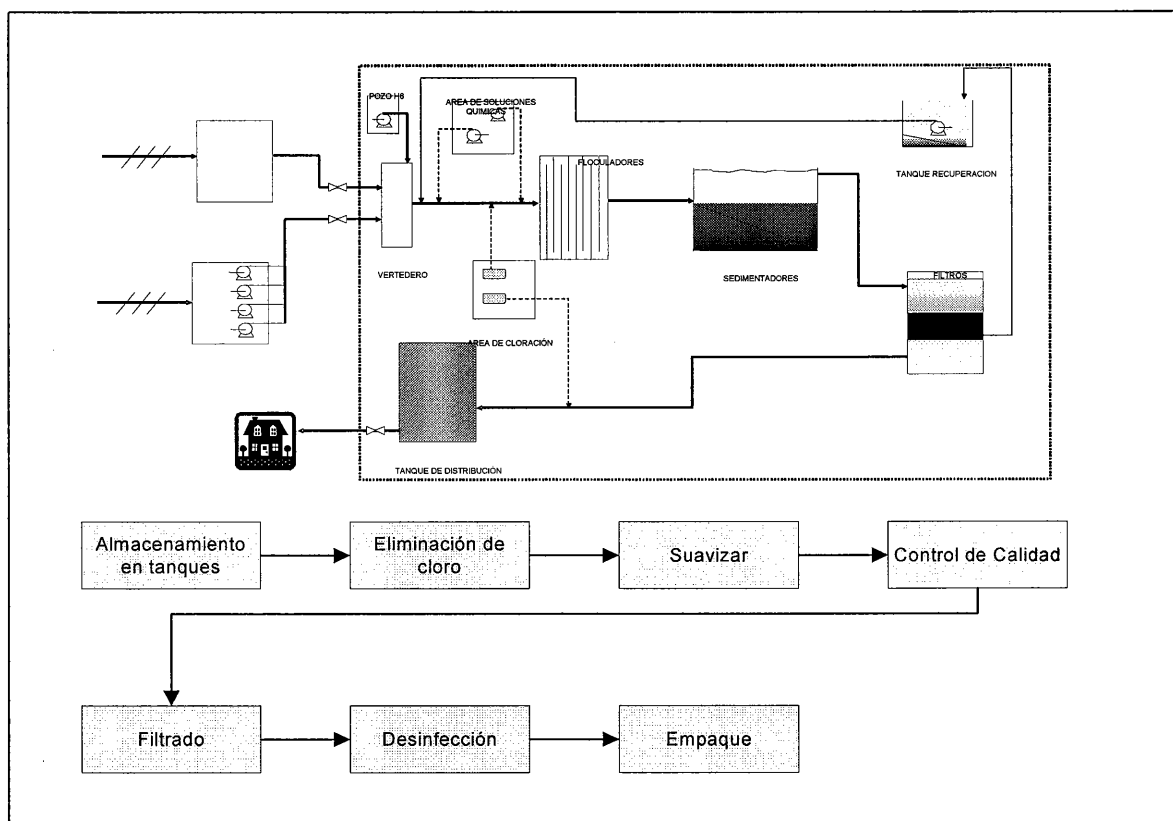 POZO H6
AREA DE SOLUCIONES
QUIMICAS
FLOCULADORES
TANQUE RECUPERACION
VERTEDERO
SEDIMENTADORES
FILTROS
AREA DE CLORACIÓN
TANQUE DE DISTRIBUCIÓN
Almacenamiento
en tanques
Eliminación de
cloro
Suavizar
Control de Calidad
Filtrado
Desinfección
Empaque